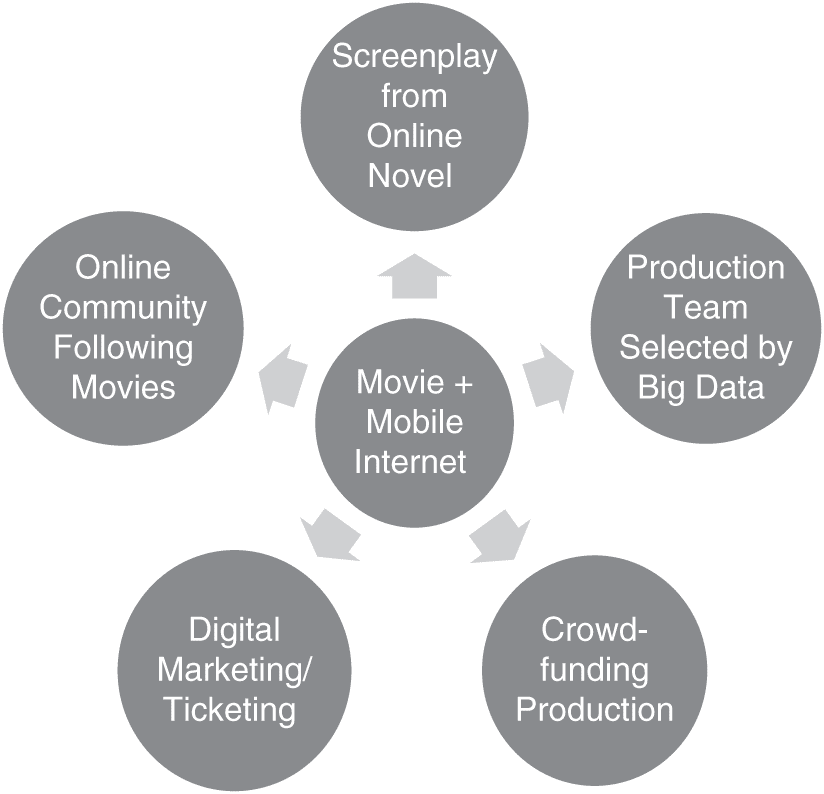 Screenplay
from
Online
Novel
Online
Community
Following
Movies
Production
Team
Selected by
Big Data
Movie +
Mobile
Internet
Digital
Marketing/
Ticketing
Crowd-
funding
Production